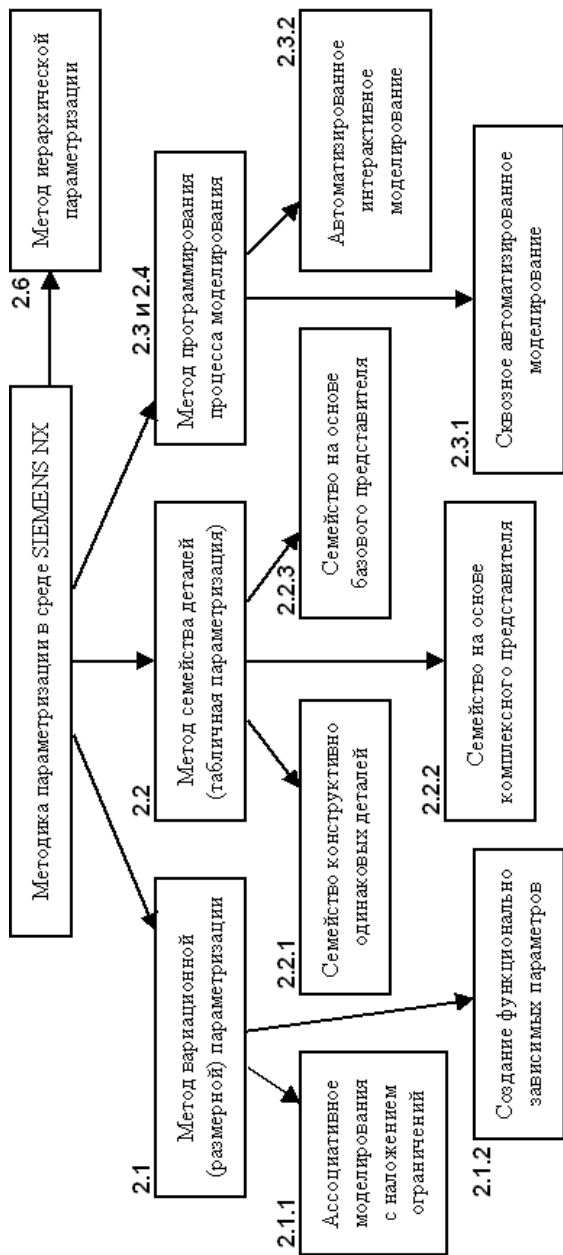 Методика параметризации в среде SIEMENS NX
2.6
Метод иерархической
параметризации
2.1
Метод вариационной
(размерной) параметризации
2.2
Метод семейства деталей
(табличная параметризация)
2.3 и 2.4
Метод программирования
процесса моделирования
2.1.1
Ассоциативное
моделирования
с наложением
ограничений
2.2.1
Семейство конструктивно
одинаковых деталей
2.2.3
Семейство на основе
базового представителя
2.3.2
Автоматизированное
интерактивное
моделирование
2.1.2
Создание функционально
зависимых параметров
2.2.2
Семейство на основе
комплексного представителя
2.3.1
Сквозное автоматизированное
моделирование